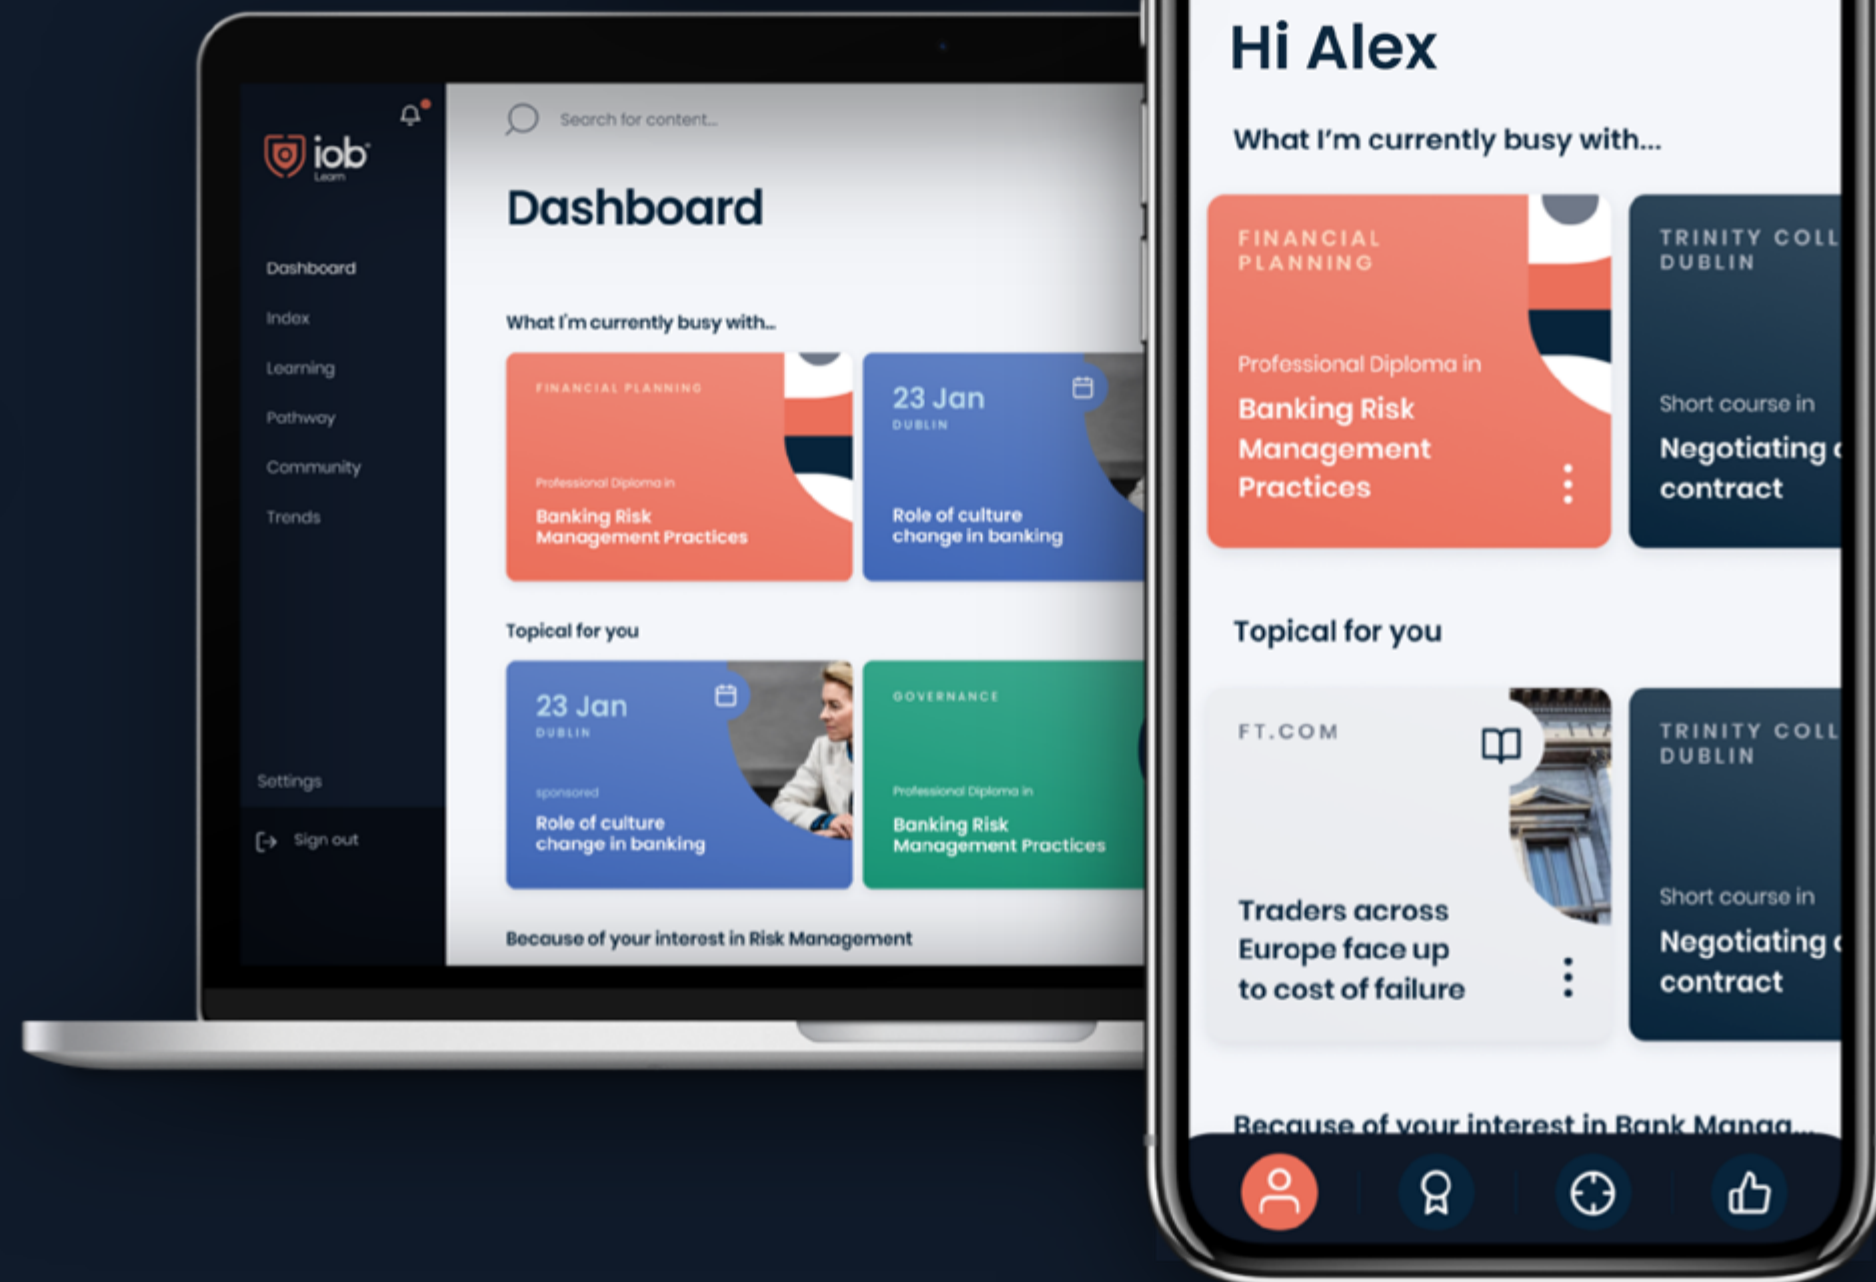 iob
Learn
Dashboard
Index
Learning
Pathway
Community
Trends
Settings
Sign out
Search for content...
Dashboard
What I'm currently busy with...
FINANCIAL PLANNING
Professional Diploma in
Banking Risk
Management Practices
23 Jan
DUBLIN
Role of culture
change in banking
Topical for you
23 Jan
DUBLIN
sponsored
Role of culture
change in banking
GOVERNANCE
Professional Diploma in
Banking Risk
Management Practices
Because of your interest in Risk Management
Hi Alex
What I'm currently busy with...
FINANCIAL
PLANNING
Professional Diploma in
Banking Risk
Management
Practices
TRINITY COLL
DUBLIN
Short course in
Negotiating
contract
Topical for you
FT.COM
Traders across
Europe face up
to cost of failure
TRINITY COLL
DUBLIN
Short course in
Negotiating
contract
Because of your interest in Bank Manag...